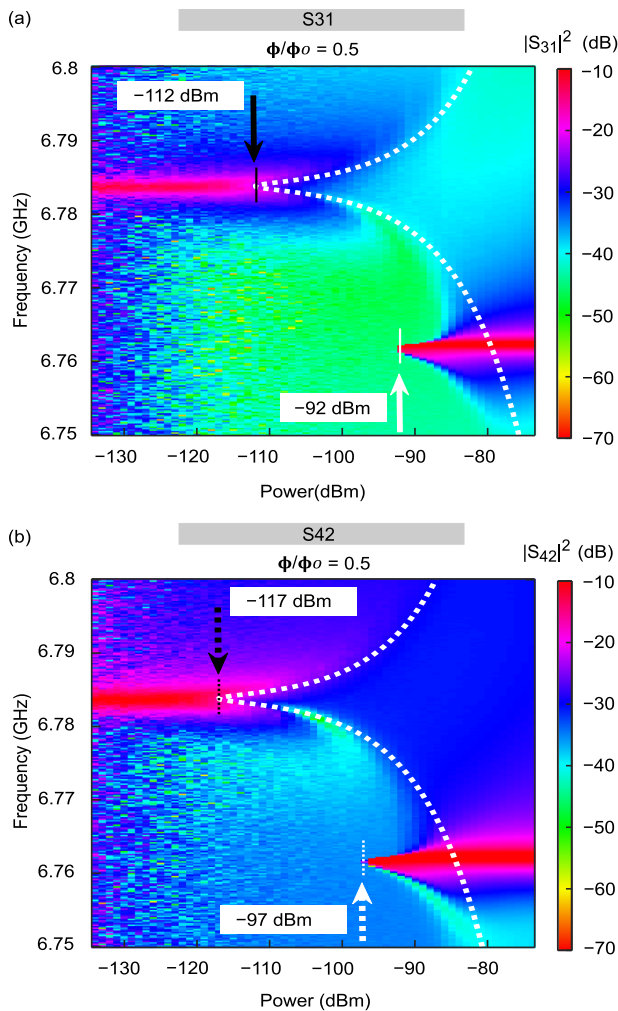 (a)
S31
ϕ/ϕo = 0.5
|S31|² (dB)
6.8
6.79
6.78
6.77
6.76
6.75
Frequency (GHz)
−112 dBm
−92 dBm
−130 −120 −110 −100 −90 −80
Power(dBm)
−10
−20
−30
−40
−50
−60
−70
(b)
S42
ϕ/ϕo = 0.5
|S42|² (dB)
6.8
6.79
6.78
6.77
6.76
6.75
Frequency (GHz)
−117 dBm
−97 dBm
−130 −120 −110 −100 −90 −80
Power (dBm)
−10
−20
−30
−40
−50
−60
−70